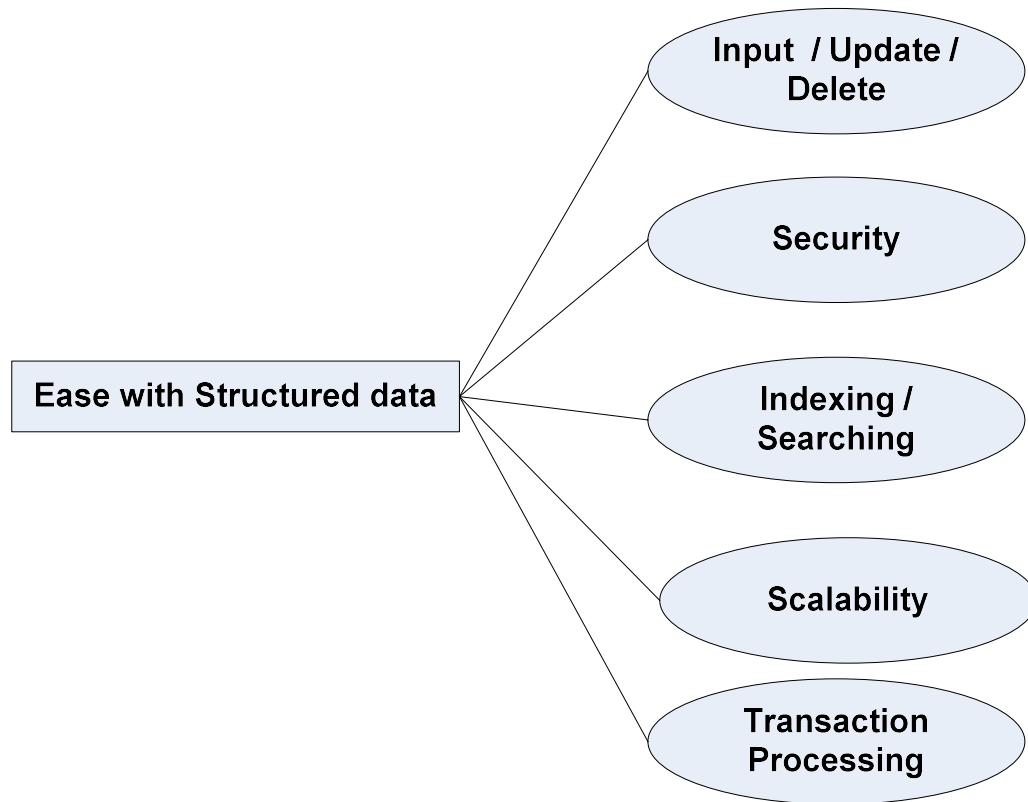 Input / Update /
Delete
Security
Ease with Structured data
Indexing /
Searching
Scalability
Transaction
Processing